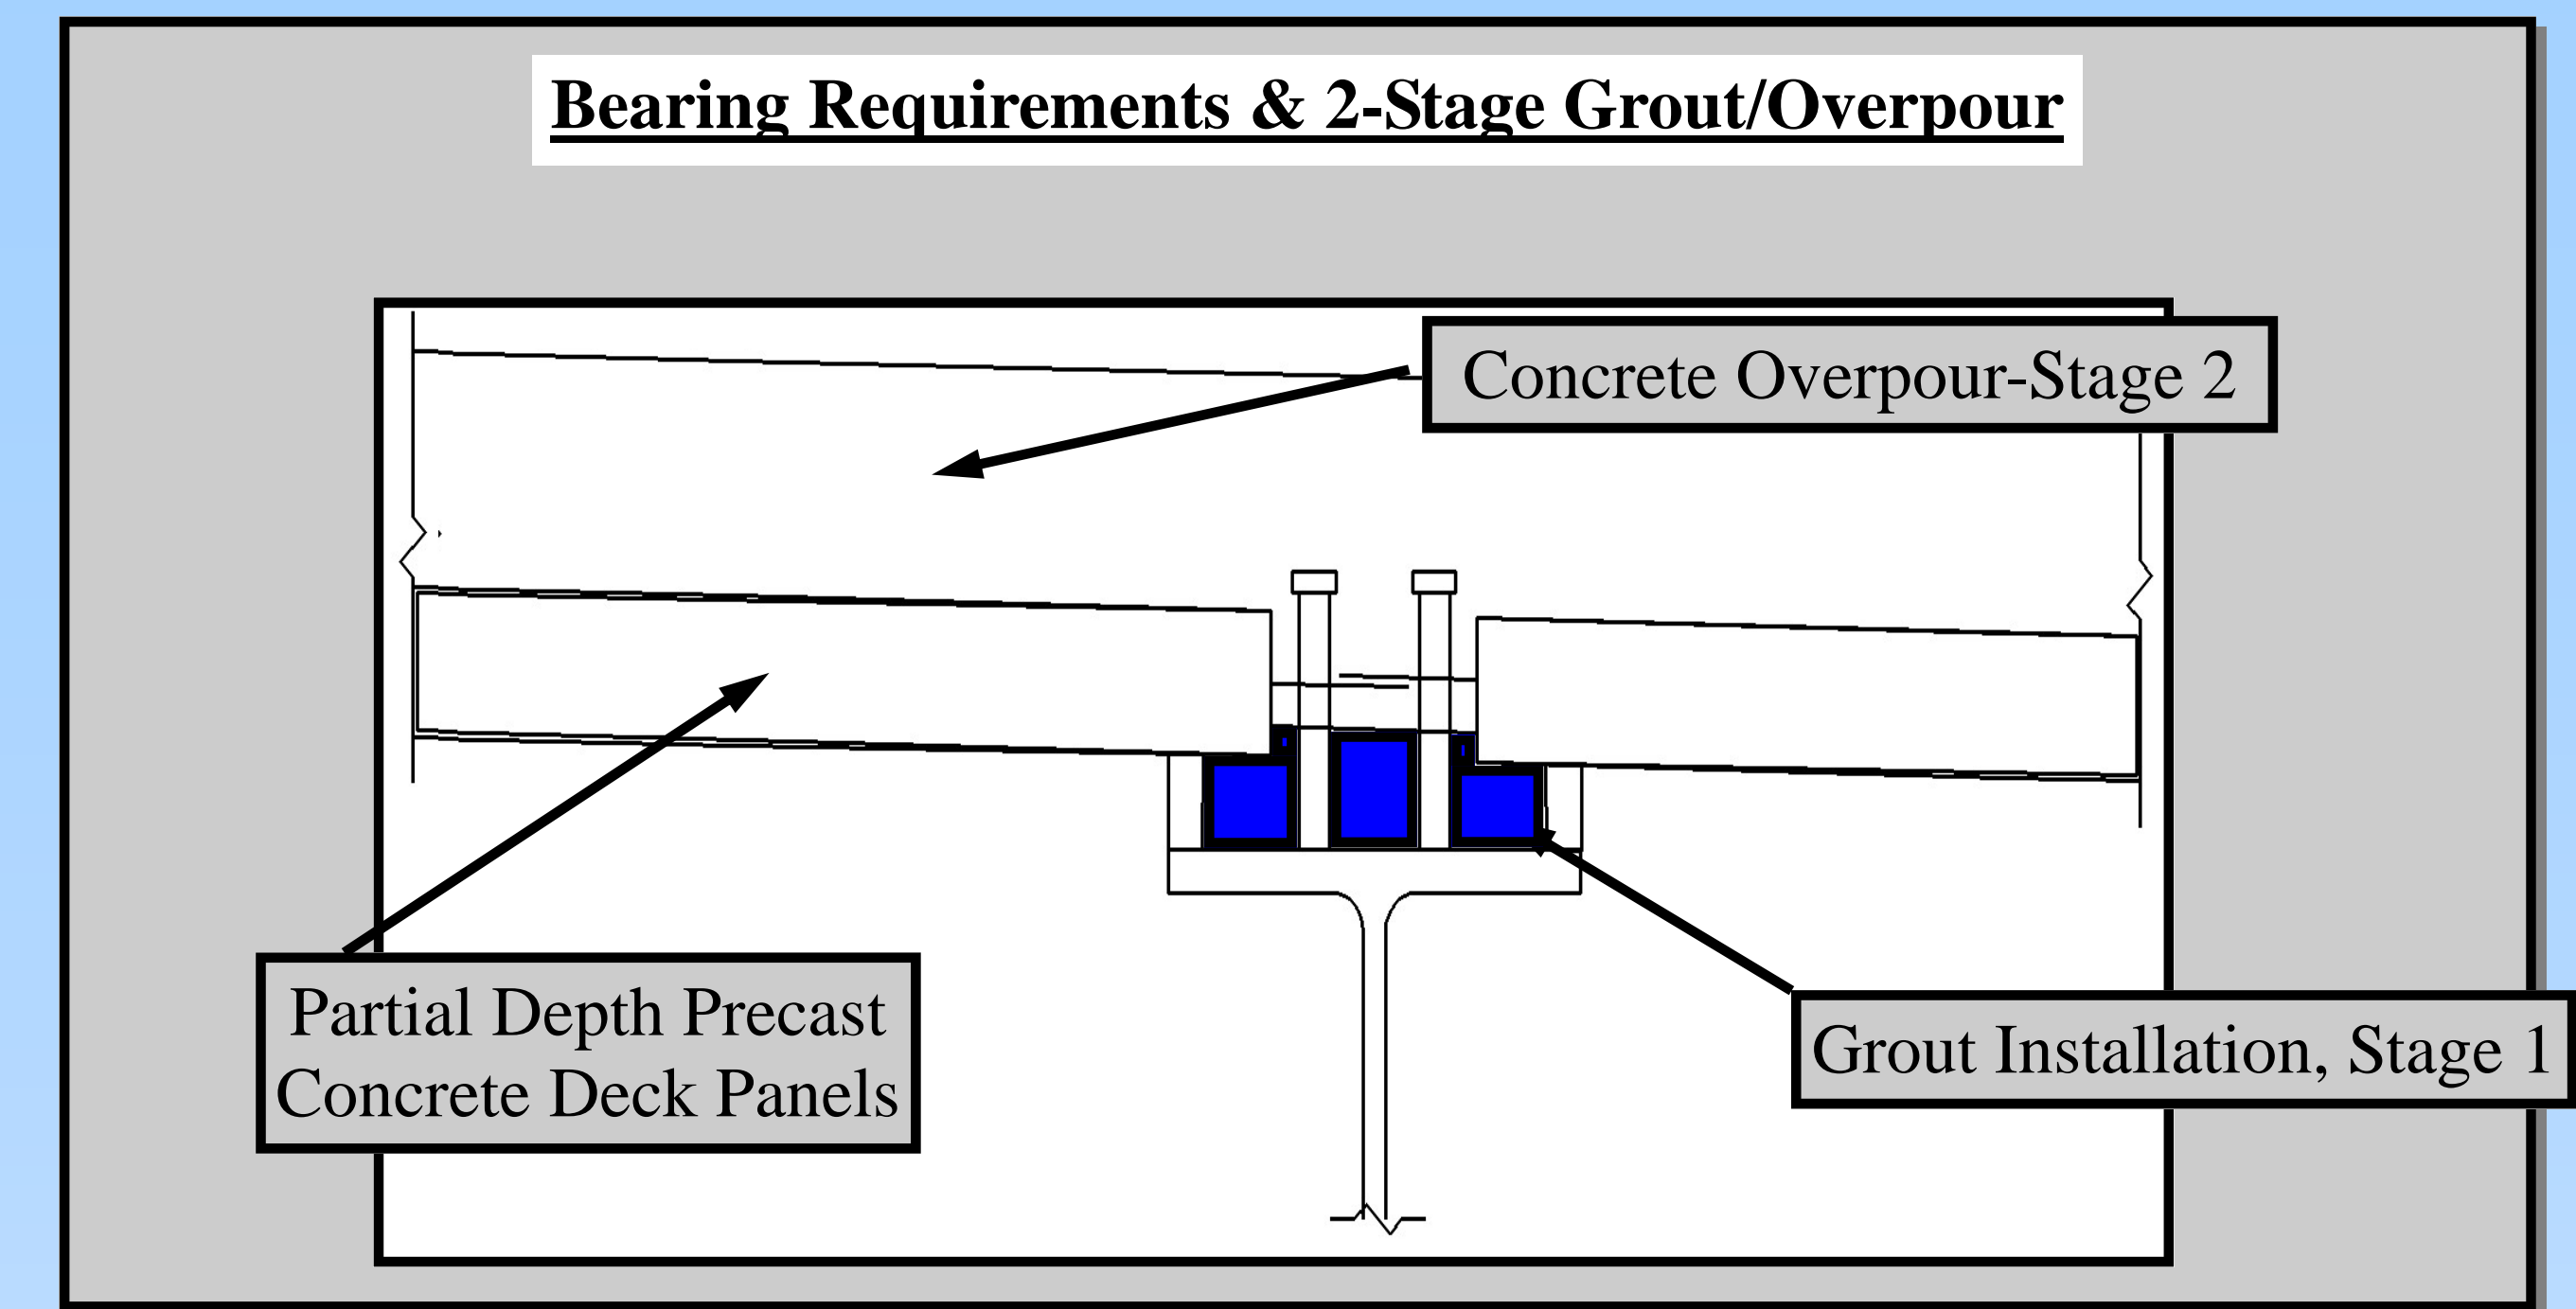 Bearing Requirements & 2-Stage Grout/Overpour
Concrete Overpour-Stage 2
Partial Depth Precast
Concrete Deck Panels
Grout Installation, Stage 1